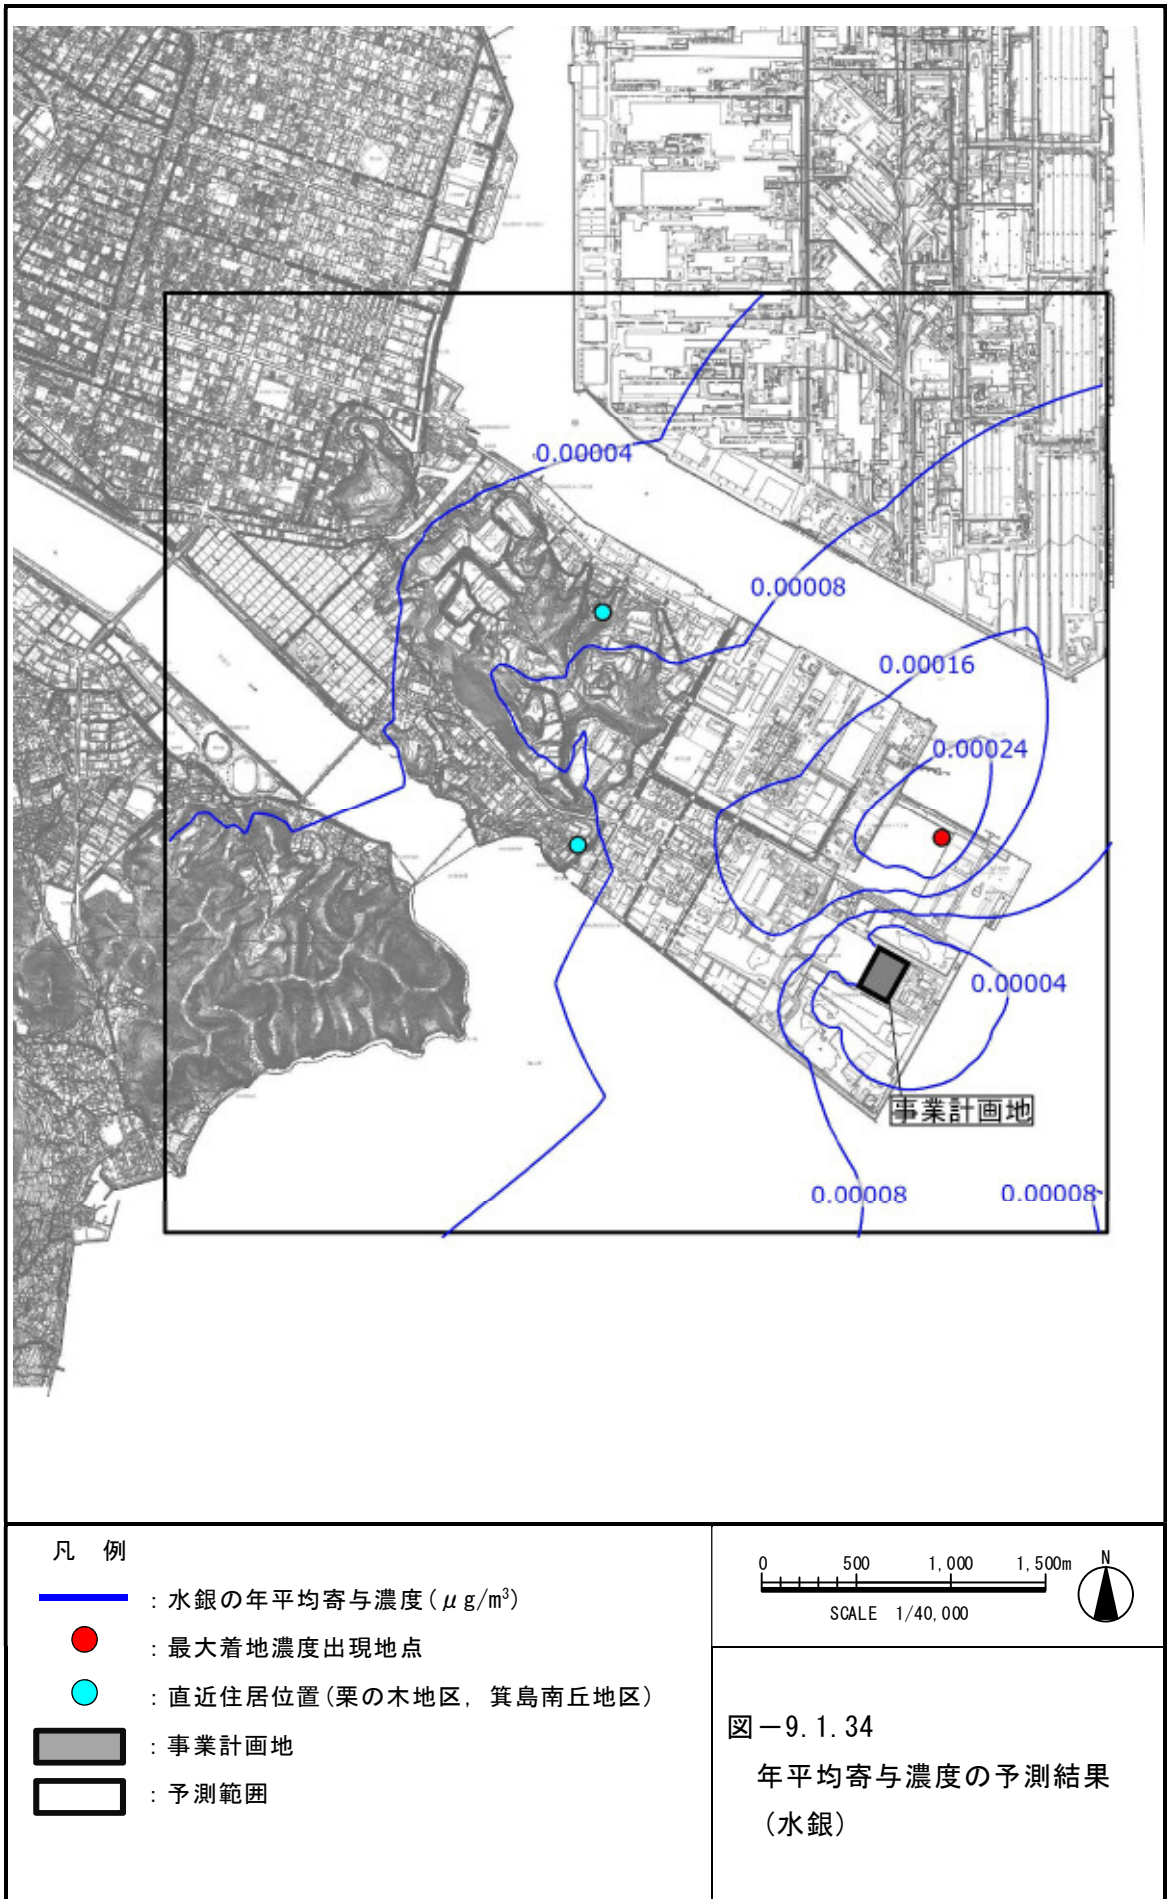 0.00004
0.00008
0.00016
0.00024
0.00004
事業計画地
0.00008
0.00008
凡 例
：水銀の年平均寄与濃度(μg/m³)
：最大着地濃度出現地点
：直近住居位置(栗の木地区, 箕島南丘地区)
：事業計画地
：予測範囲
0 500 1,000 1,500m
SCALE 1/40,000
N
図－9.1.34
年平均寄与濃度の予測結果
(水銀)